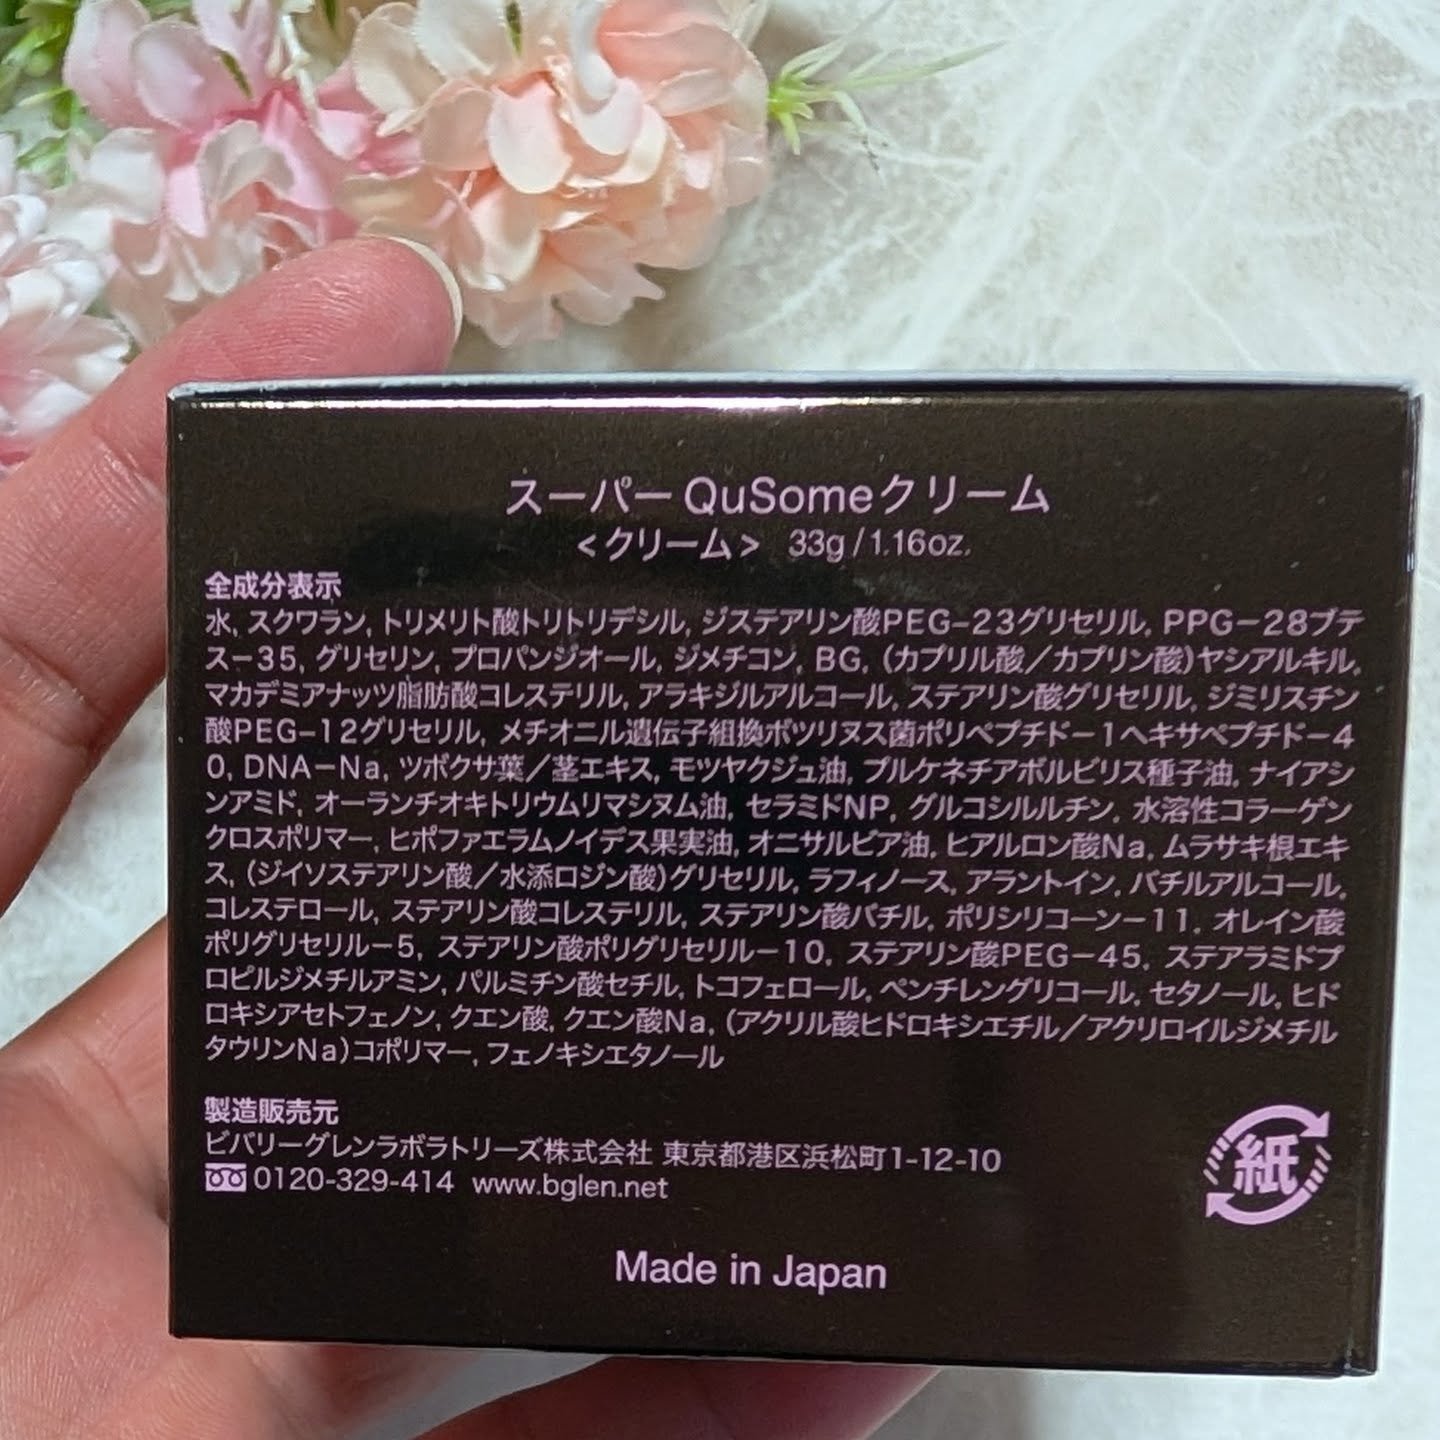 スーパーQuSomeクリーム
<クリーム> 33g/1.16oz.
全成分表示
水, スクワラン, トリメリト酸トリトリデシル, ジステアリン酸PEG-23グリセリル, PPG-28ブテ
ス-35, グリセリン, プロパンジオール, ジメチコン, BG, (カプリル酸/カプリン酸)ヤシアルキル,
マカデミアナッツ脂肪酸コレステリル, アラキジルアルコール, ステアリン酸グリセリル, ジミリスチン
酸PEG-12グリセリル, メチオニル遺伝子組換ボツリヌス菌ポリペプチド-1ヘキサペプチド-4
0, DNA-Na, ツボクサ葉/茎エキス, モツヤクジュ油, プルケネチアボルビリス種子油, ナイアシ
ンアミド, オーランチオキトリウムリマシヌム油, セラミドNP, グルコシルルチン, 水溶性コラーゲン
クロスポリマー, ヒポファエラムノイデス果実油, オニサルビア油, ヒアルロン酸Na, ムラサキ根エキ
ス, (ジイソステアリン酸/水添ロジン酸)グリセリル, ラフィノース, アラントイン, バチルアルコール,
コレステロール, ステアリン酸コレステリル, ステアリン酸バチル, ポリシリコーン-11, オレイン酸
ポリグリセリル-5, ステアリン酸ポリグリセリル-10, ステアリン酸PEG-45, ステアラミドプ
ロピルジメチルアミン, パルミチン酸セチル, トコフェロール, ペンチレングリコール, セタノール, ヒド
ロキシアセトフェノン, クエン酸, クエン酸Na, (アクリル酸ヒドロキシエチル/アクリロイルジメチル
タウリンNa)コポリマー, フェノキシエタノール
製造販売元
ビバリーグレンラボラトリーズ株式会社 東京都港区浜松町1-12-10
0120-329-414 www.bglen.net
紙
Made in Japan